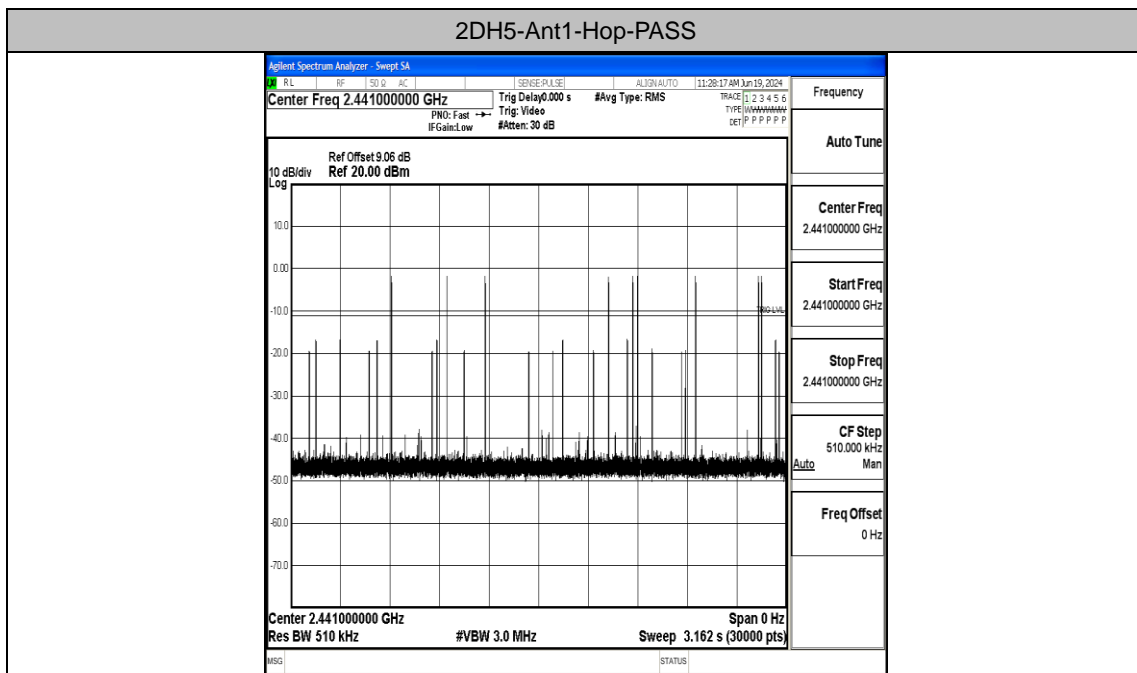 2DH5-Ant1-Hop-PASS
Agilent Spectrum Analyzer - Swept SA
RL RF 50 Ω AC SENSE:PULSE ALIGNAUTO 11:28:17 AM Jun 19, 2024
Center Freq 2.441000000 GHz
PNO: Fast
IFGain:Low
Trig Delay0.000 s
Trig: Video
#Atten: 30 dB
#Avg Type: RMS
TRACE 1 2 3 4 5 6
TYPE
DET P P P P P P
Ref Offset 9.06 dB
10 dB/div Ref 20.00 dBm
Log
10.0
0.00
-10.0
TRIG LVL
-20.0
-30.0
-40.0
-50.0
-60.0
-70.0
Center 2.441000000 GHz Span 0 Hz
Res BW 510 kHz #VBW 3.0 MHz Sweep 3.162 s (30000 pts)
MSG STATUS
Frequency
Auto Tune
Center Freq
2.441000000 GHz
Start Freq
2.441000000 GHz
Stop Freq
2.441000000 GHz
CF Step
510.000 kHz
Auto Man
Freq Offset
0 Hz